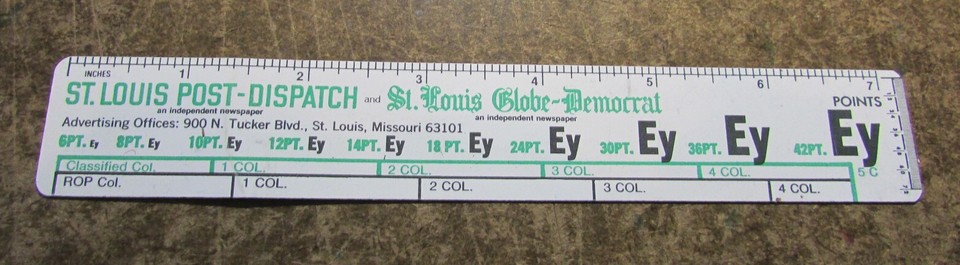 INCHES 1 2 3 4 5 6 7
ST. LOUIS POST-DISPATCH and St. Louis Globe-Democrat POINTS
an independent newspaper an independent newspaper
Advertising Offices: 900 N. Tucker Blvd., St. Louis, Missouri 63101
6PT. Ey 8PT. Ey 10PT. Ey 12PT. Ey 14PT. Ey 18 PT. Ey 24PT. Ey 30PT. Ey 36PT. Ey 42PT. Ey
Classified Col. 1 COL. 2 COL. 3 COL. 4 COL. 5 C
ROP Col. 1 COL. 2 COL. 3 COL. 4 COL.